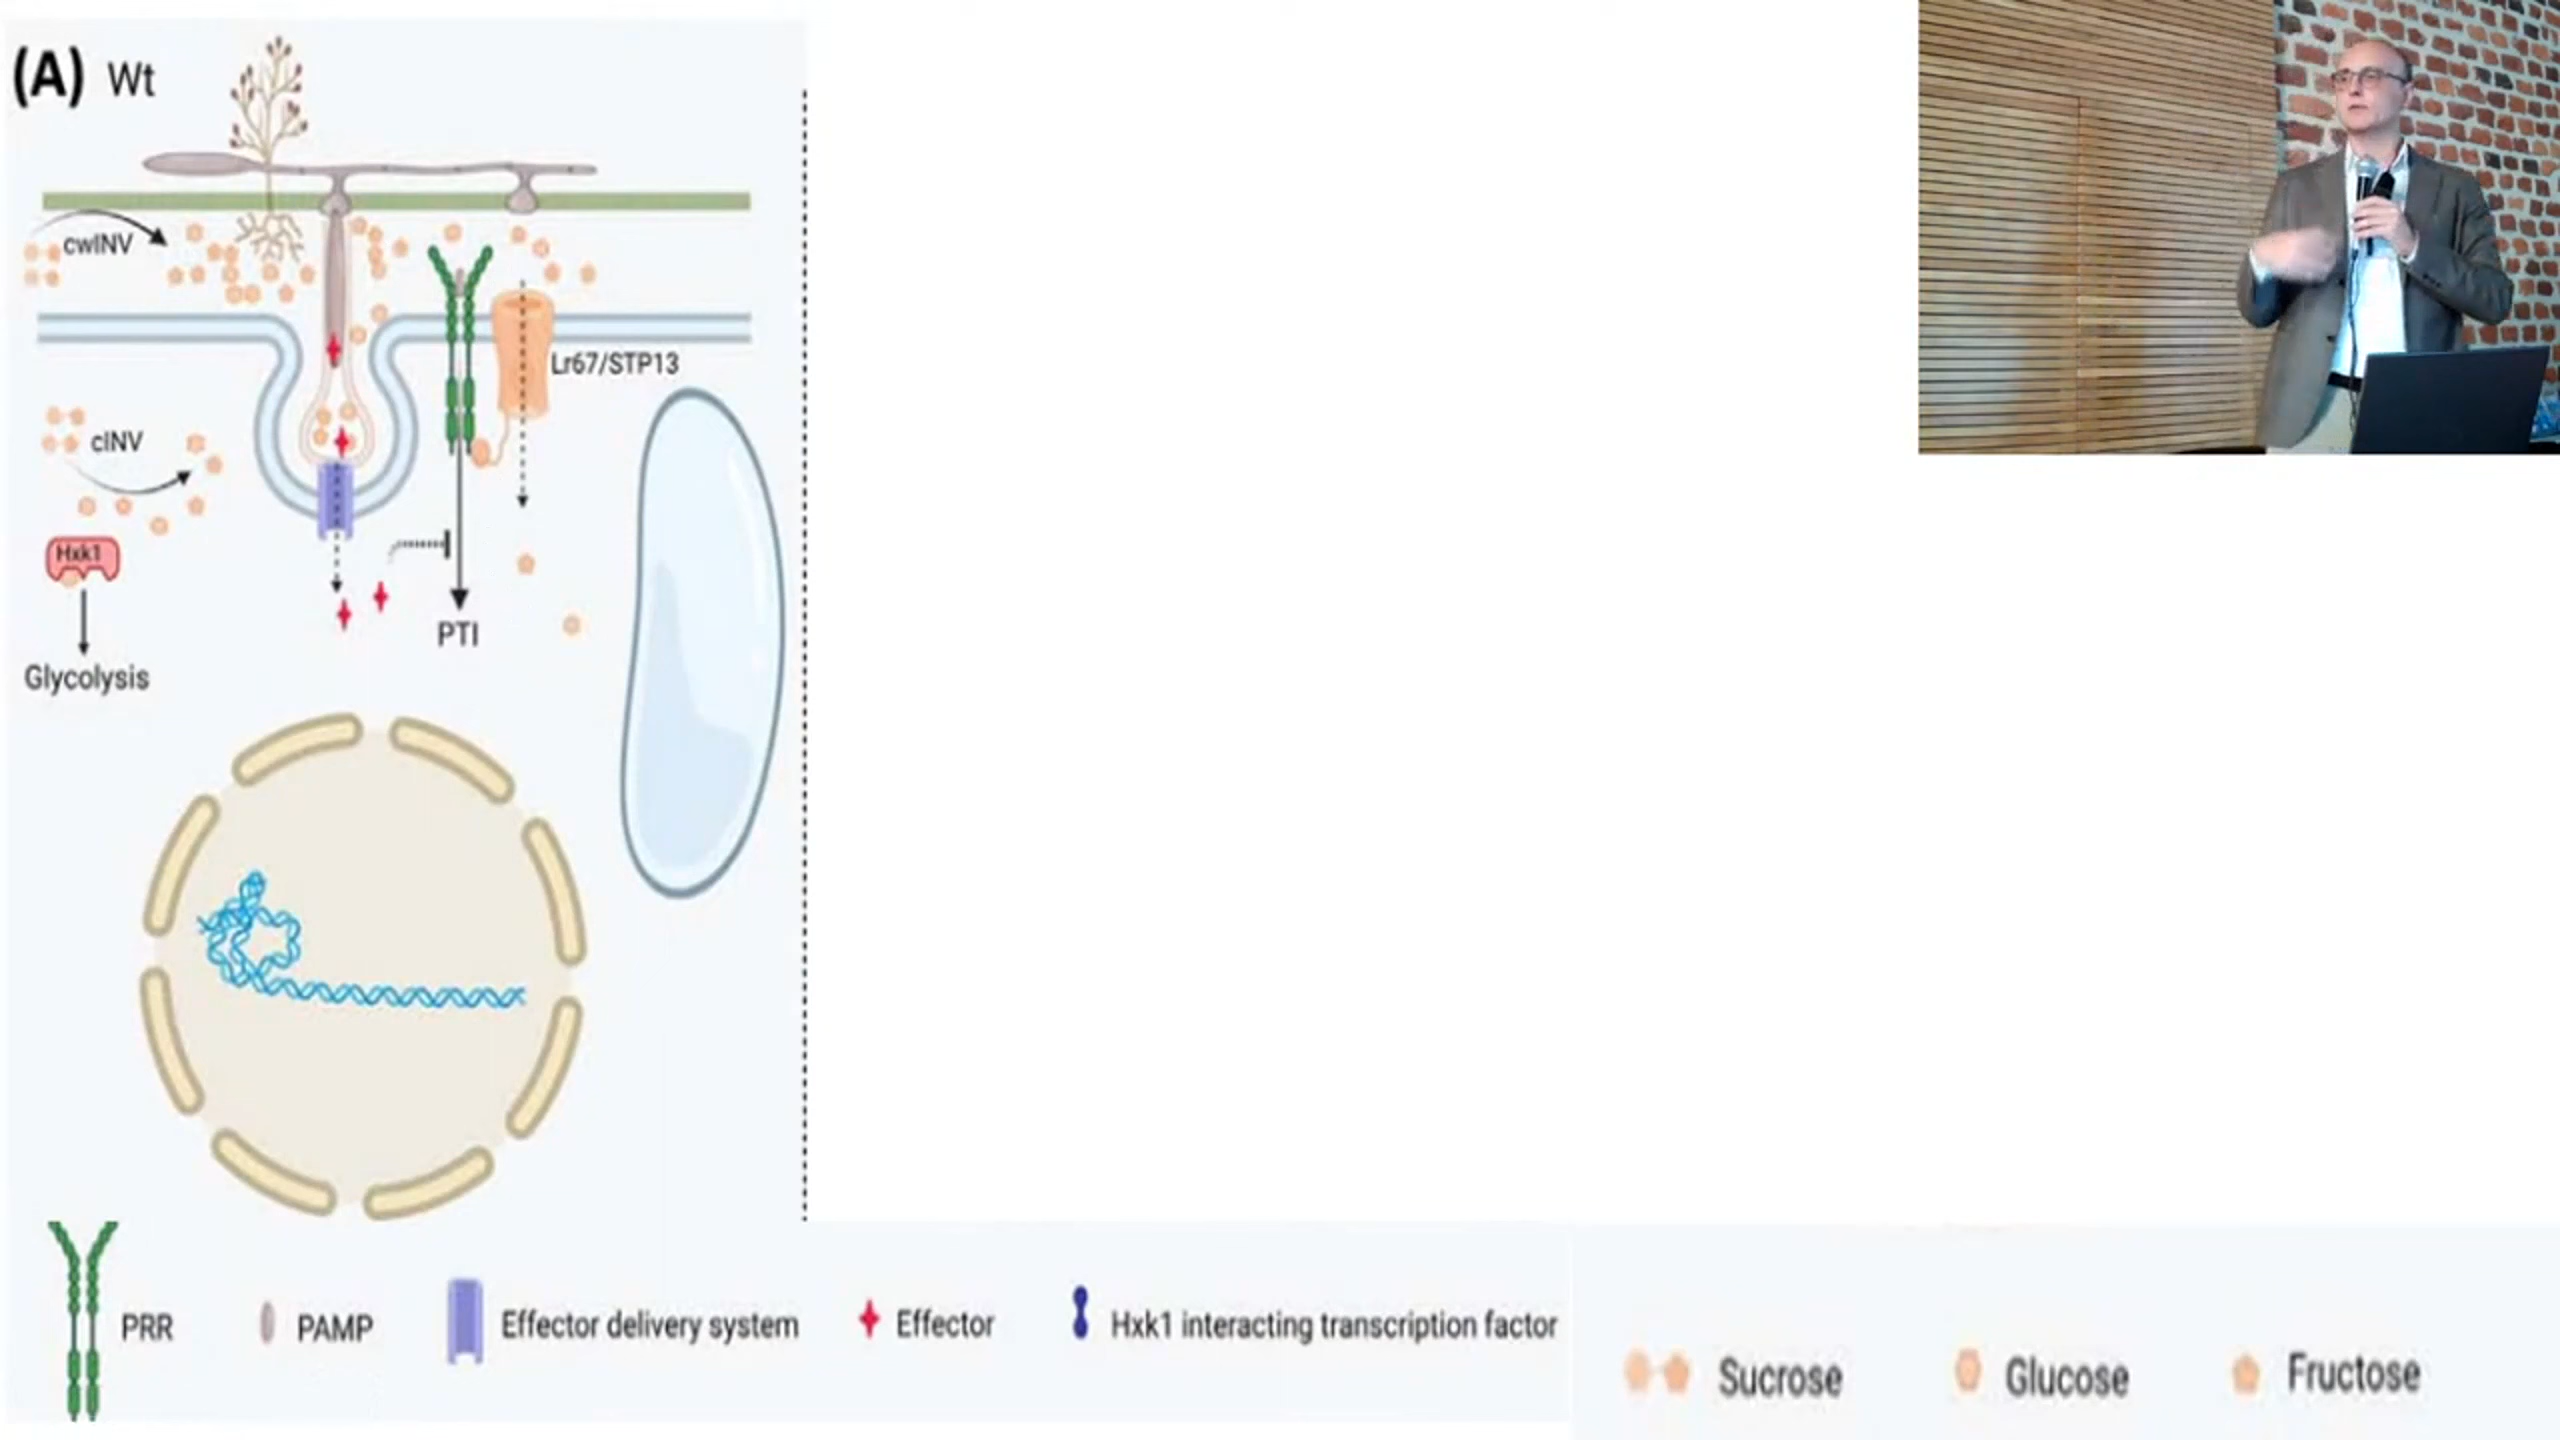 (A) Wt
cwINV
Lr67/STP13
cINV
Hxk1
PTI
Glycolysis
PRR
PAMP
Effector delivery system
Effector
Hxk1 interacting transcription factor
Sucrose
Glucose
Fructose